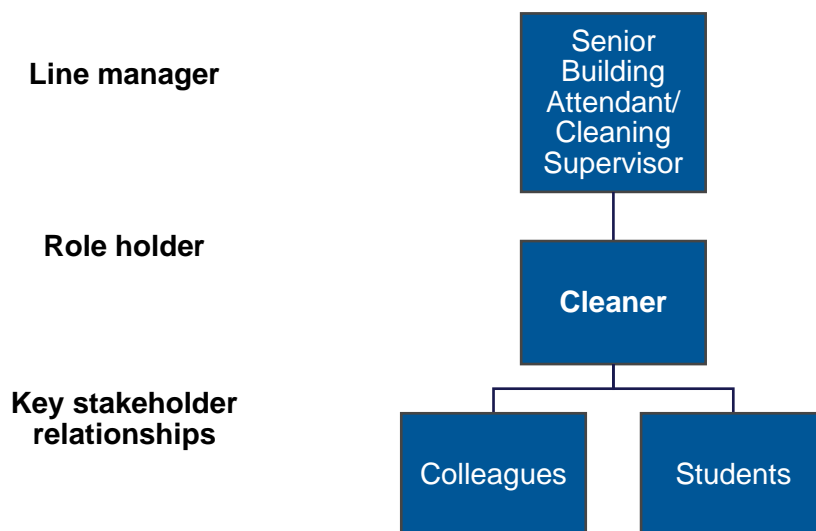 Line manager
Senior
Building
Attendant/
Cleaning
Supervisor
Role holder
Cleaner
Key stakeholder
relationships
Colleagues
Students